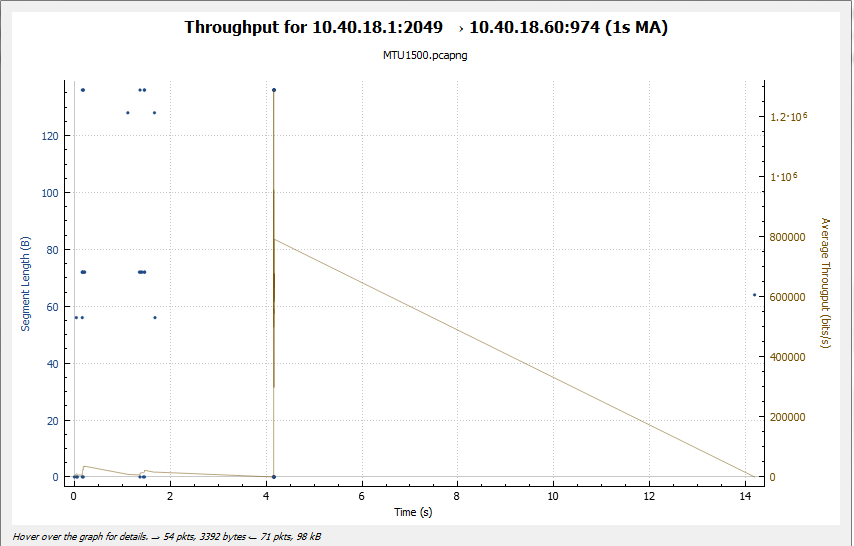 Throughput for 10.40.18.1:2049 → 10.40.18.60:974 (1s MA)
MTU1500.pcapng
Segment Length (B)
120
100
80
60
40
20
0
1.2·10⁶
1·10⁶
800000
600000
400000
200000
0
Average Througput (bits/s)
0 2 4 6 8 10 12 14
Time (s)
Hover over the graph for details. → 54 pkts, 3392 bytes ← 71 pkts, 98 kB